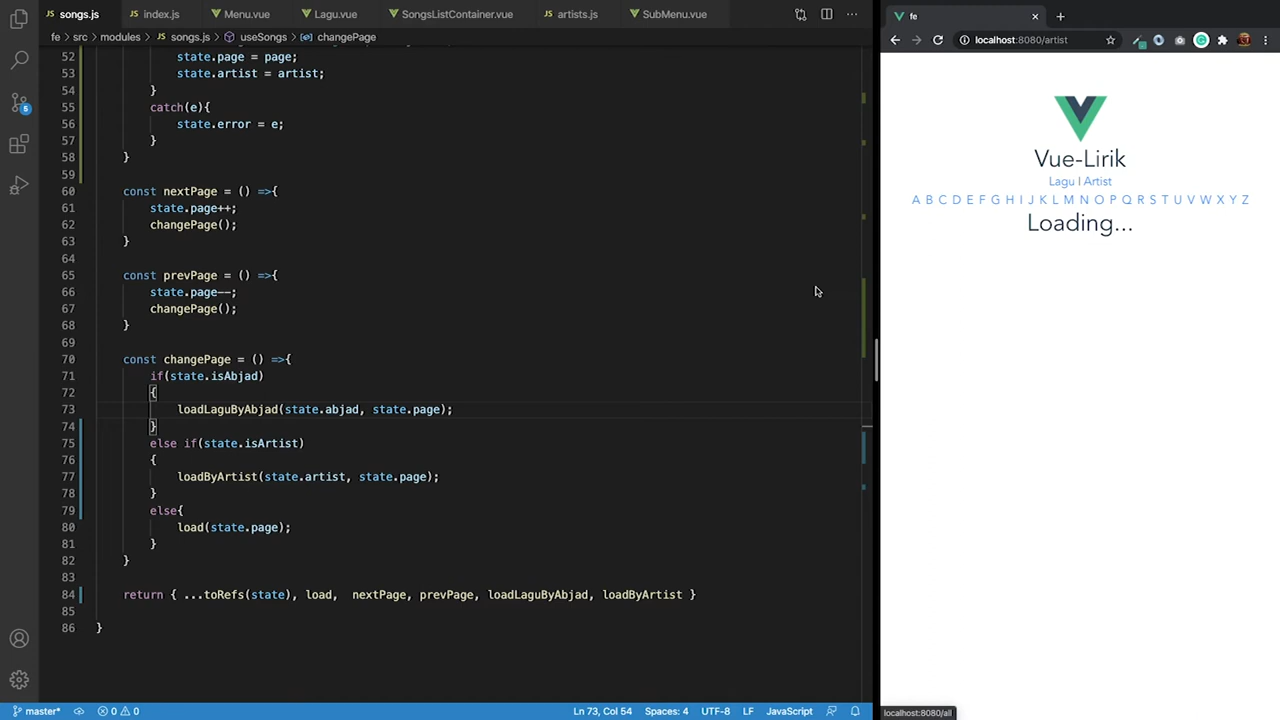 songs.js index.js Menu.vue Lagu.vue SongsListContainer.vue artists.js SubMenu.vue
fe > src > modules > songs.js > useSongs > changePage
52 state.page = page;
53 state.artist = artist;
54 }
55 catch(e){
56 state.error = e;
57 }
58 }
59
60 const nextPage = () =>{
61 state.page++;
62 changePage();
63 }
64
65 const prevPage = () =>{
66 state.page--;
67 changePage();
68 }
69
70 const changePage = () =>{
71 if(state.isAbjad)
72 {
73 loadLaguByAbjad(state.abjad, state.page);
74 }
75 else if(state.isArtist)
76 {
77 loadByArtist(state.artist, state.page);
78 }
79 else{
80 load(state.page);
81 }
82 }
83
84 return { ...toRefs(state), load, nextPage, prevPage, loadLaguByAbjad, loadByArtist }
85
86 }
5
master* 0 0 Ln 73, Col 54 Spaces: 4 UTF-8 LF JavaScript
fe
localhost:8080/artist
Vue-Lirik
Lagu | Artist
A B C D E F G H I J K L M N O P Q R S T U V W X Y Z
Loading...
localhost:8080/all